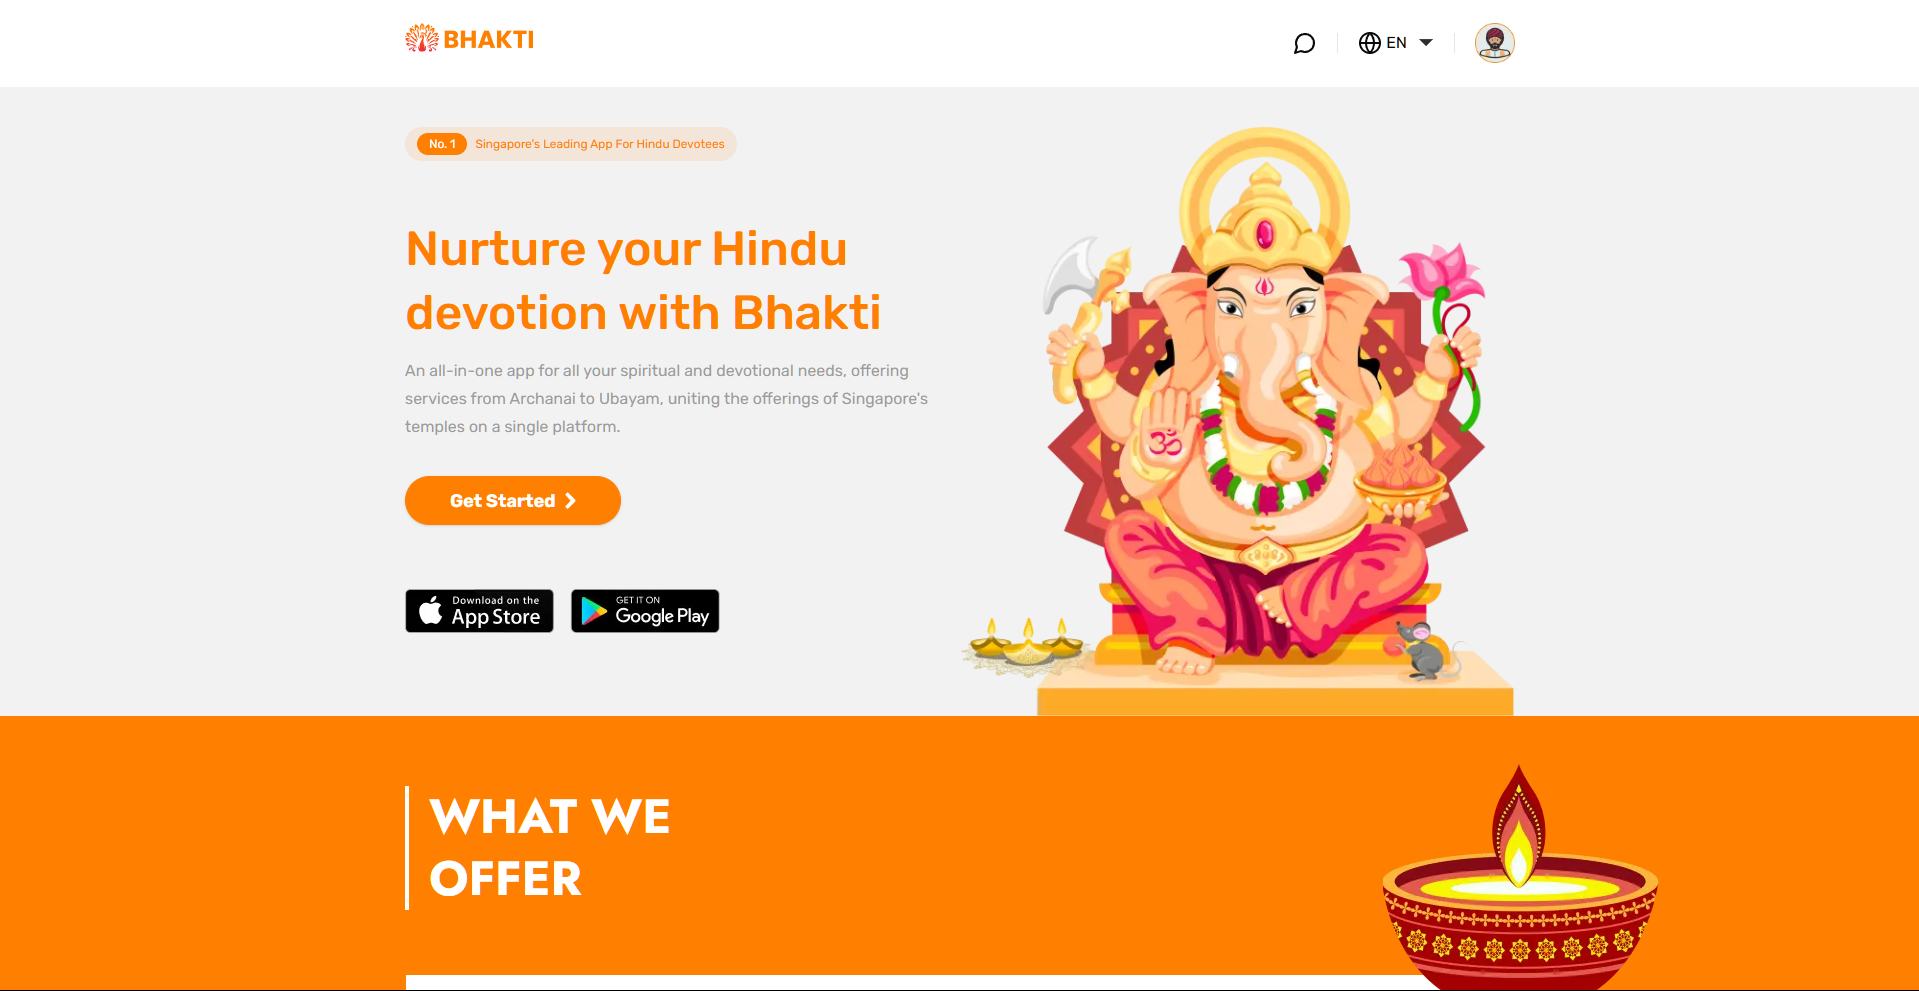 BHAKTI
EN
No. 1 Singapore's Leading App For Hindu Devotees
Nurture your Hindu
devotion with Bhakti
An all-in-one app for all your spiritual and devotional needs, offering
services from Archanai to Ubayam, uniting the offerings of Singapore's
temples on a single platform.
Get Started
Download on the
App Store
GET IT ON
Google Play
ॐ
WHAT WE
OFFER